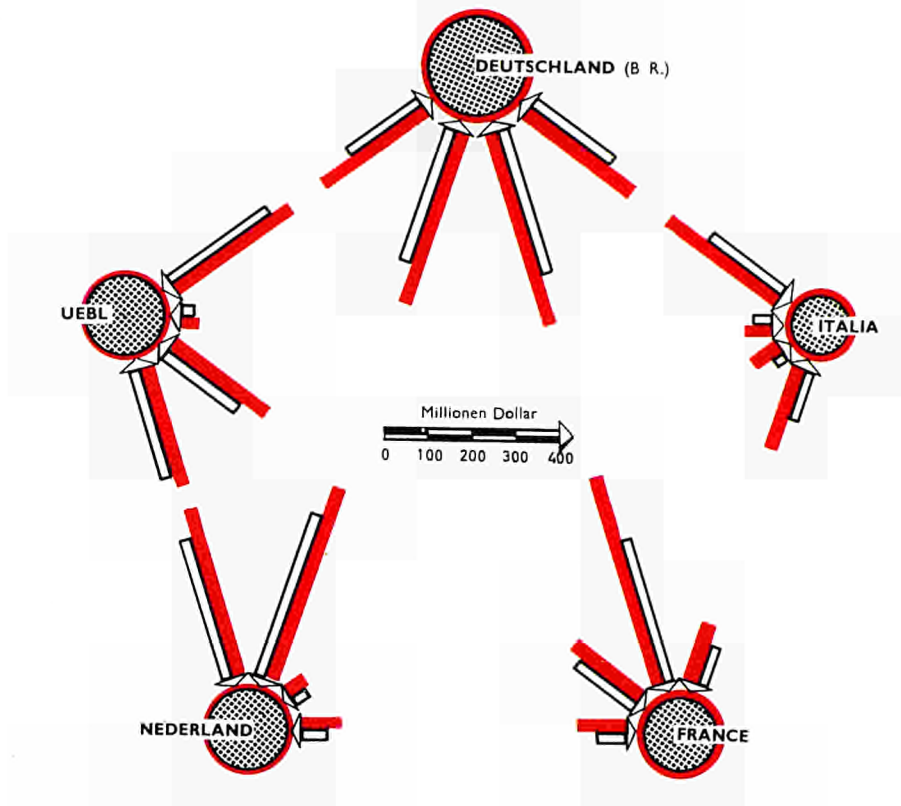 DEUTSCHLAND (B R.)
UEBL
ITALIA
Millionen Dollar
0 100 200 300 400
NEDERLAND
FRANCE